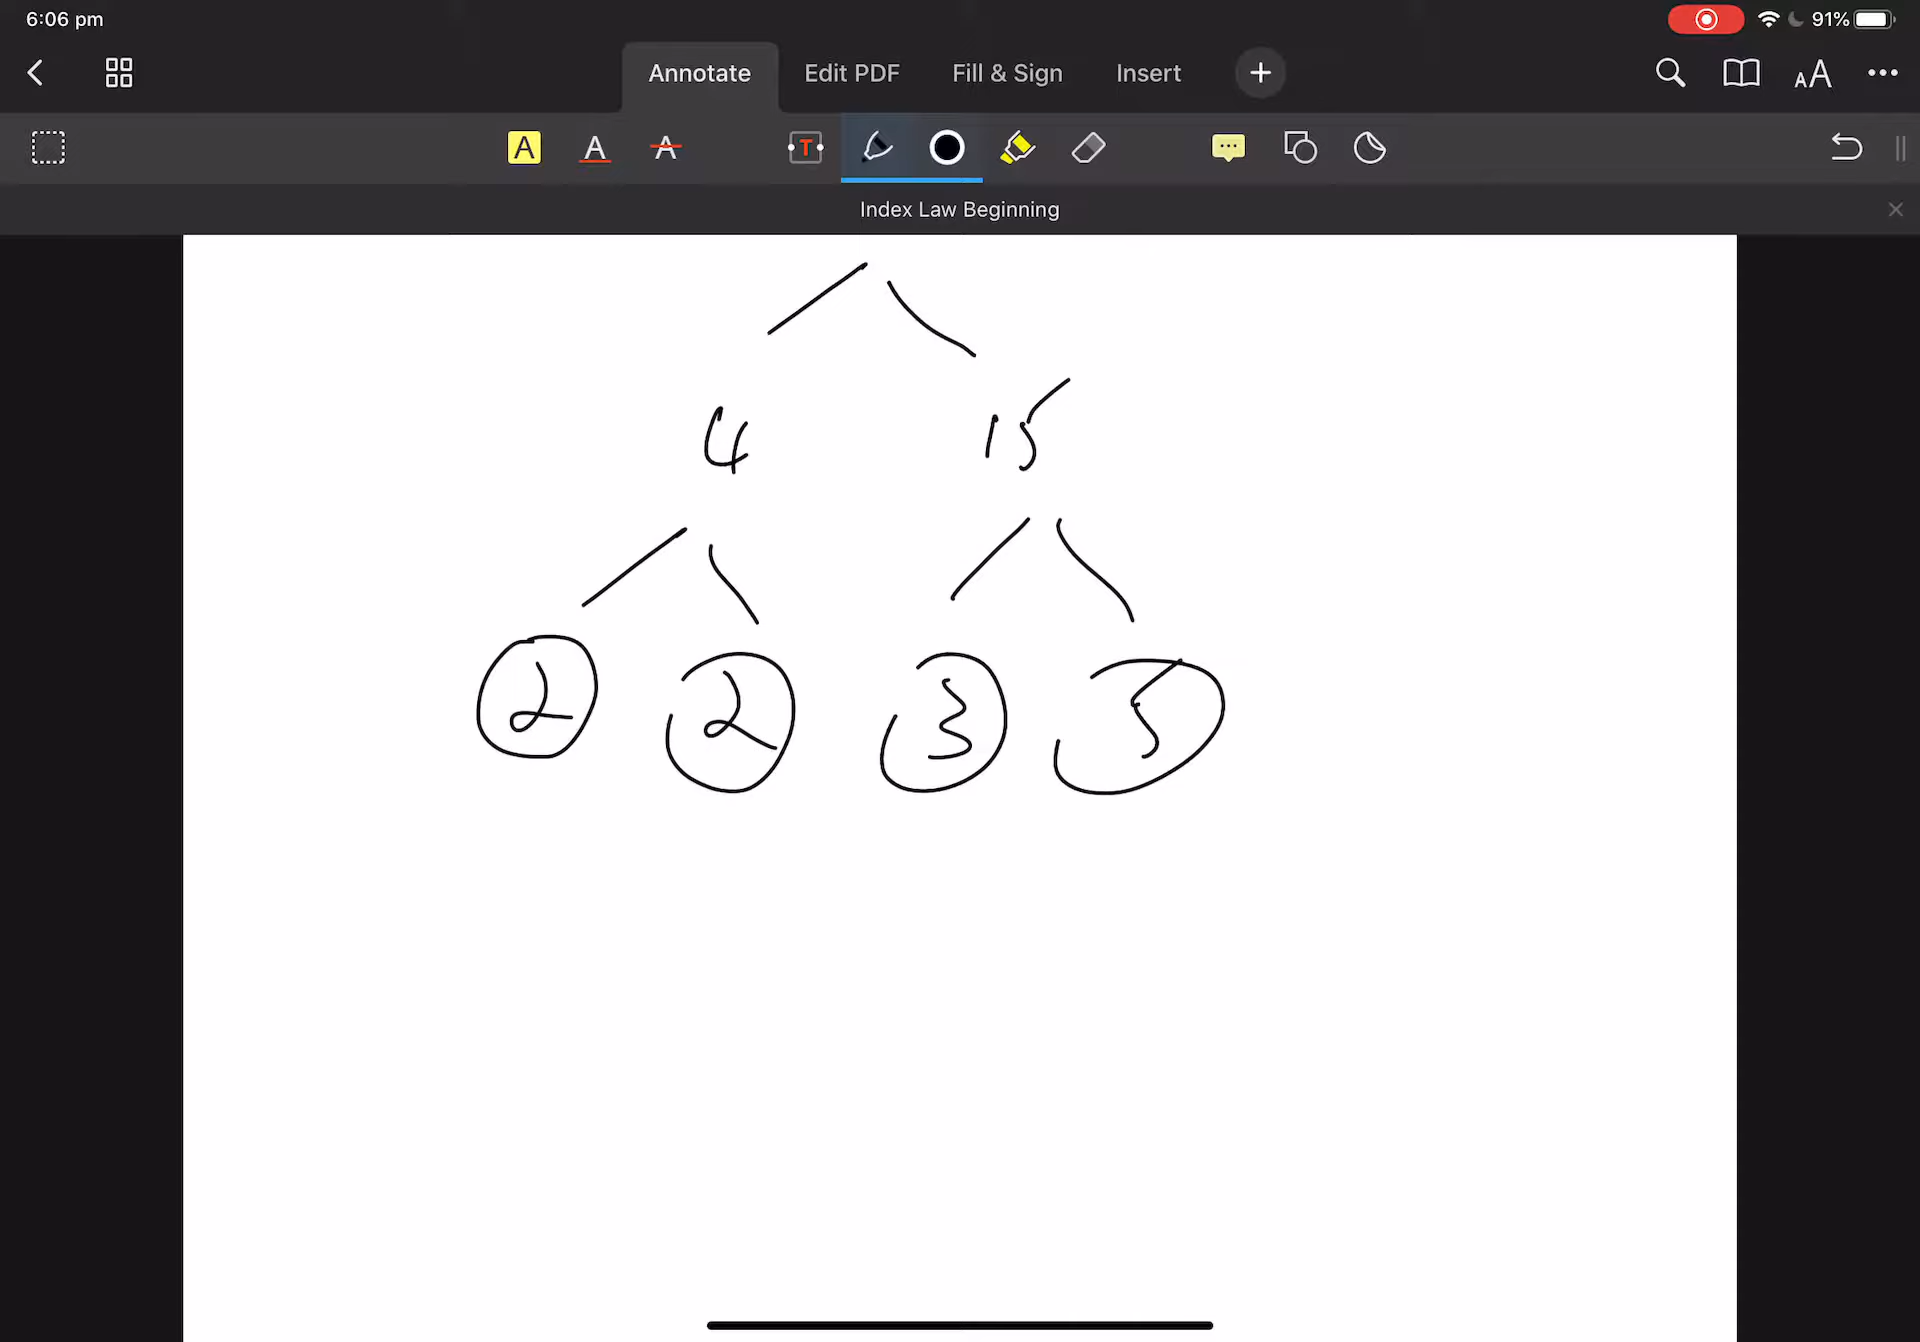 6:06 pm 91%
Annotate Edit PDF Fill & Sign Insert
A A A T AA
Index Law Beginning
4 15
2 2 3 5